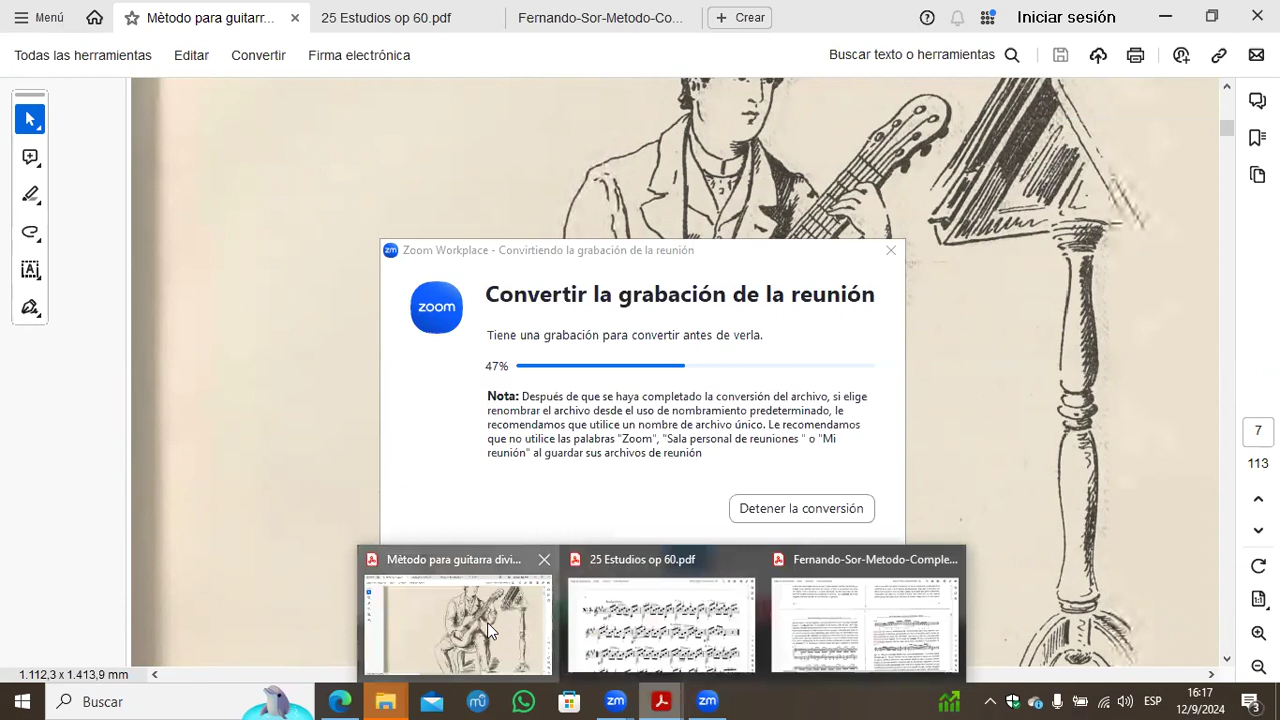 Menú
Mètodo para guitarr...
25 Estudios op 60.pdf
Fernando-Sor-Metodo-Co...
Crear
Iniciar sesión
Todas las herramientas
Editar
Convertir
Firma electrónica
Buscar texto o herramientas
zm
Zoom Workplace - Convirtiendo la grabación de la reunión
zoom
Convertir la grabación de la reunión
Tiene una grabación para convertir antes de verla.
47%
Nota: Después de que se haya completado la conversión del archivo, si elige
renombrar el archivo desde el uso de nombramiento predeterminado, le
recomendamos que utilice un nombre de archivo único. Le recomendamos
que no utilice las palabras "Zoom", "Sala personal de reuniones " o "Mi
reunión" al guardar sus archivos de reunión
Detener la conversión
7
113
Mètodo para guitarra divi...
25 Estudios op 60.pdf
Fernando-Sor-Metodo-Comple...
1.112,3 x 1.413,9 mm
Buscar
zm
zm
ESP
16:17
12/9/2024
3